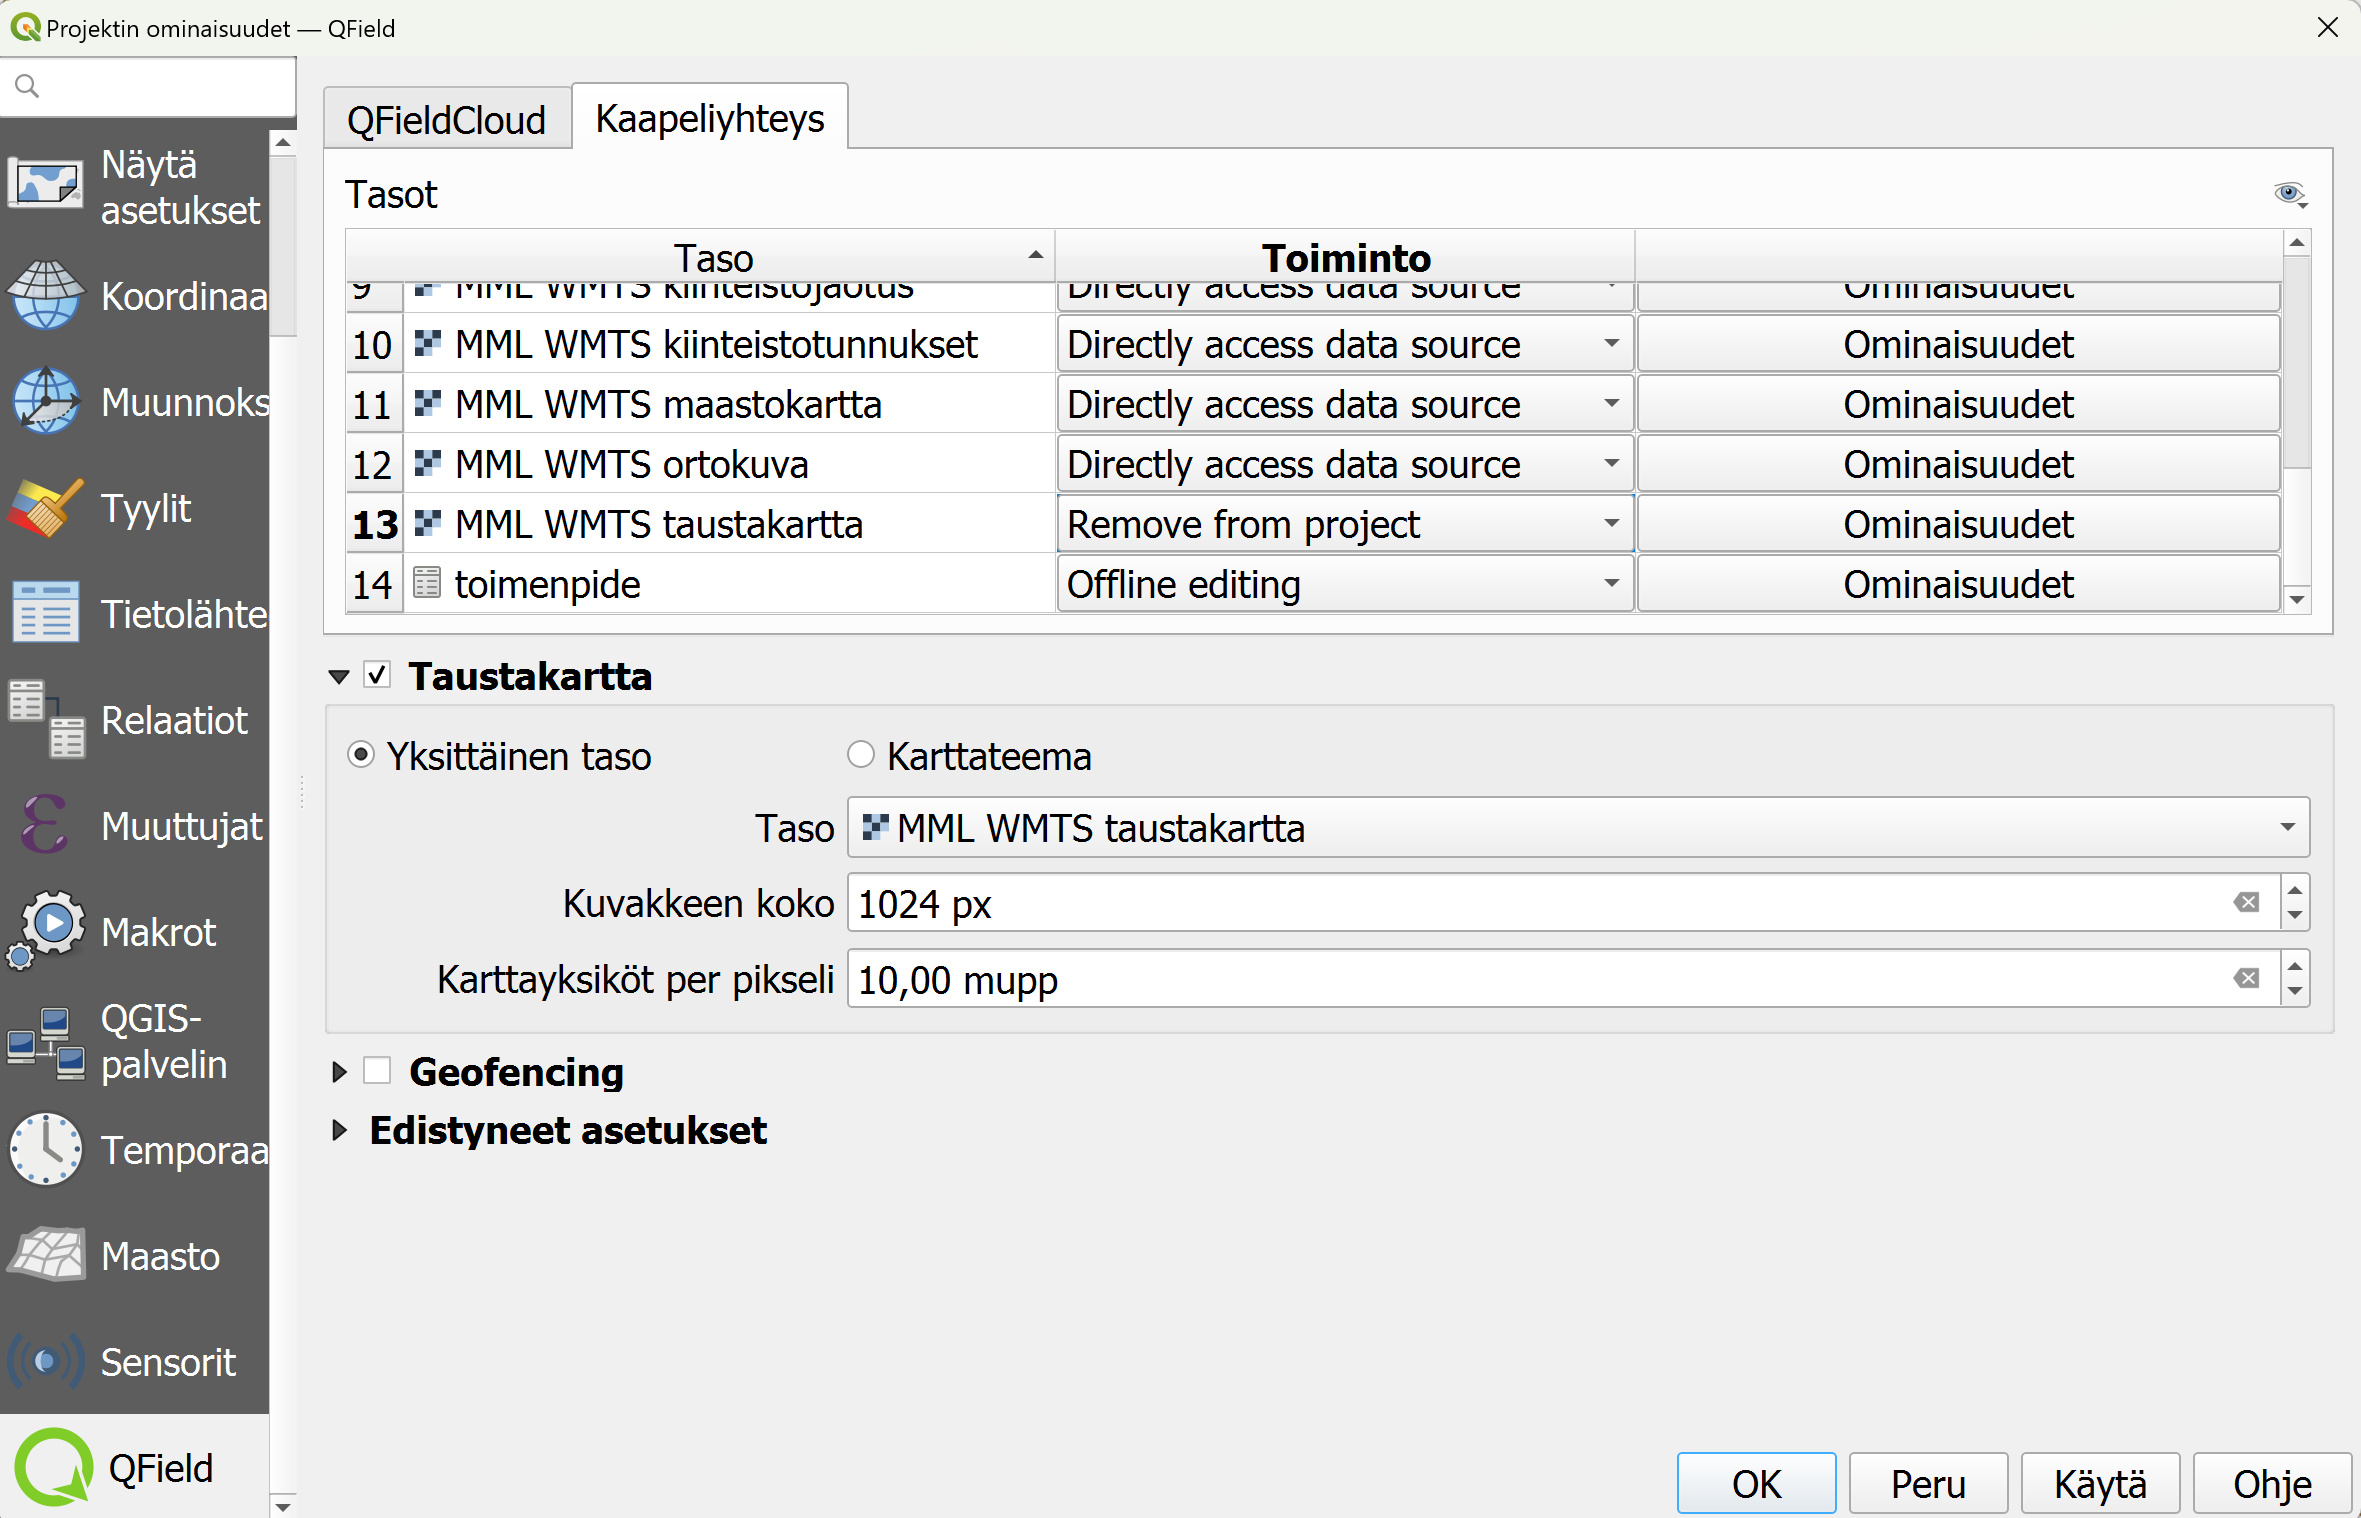 Projektin ominaisuudet — QField
Näytä
asetukset
Koordinaa
Muunnoks
Tyylit
Tietolähte
Relaatiot
Muuttujat
Makrot
QGIS-
palvelin
Temporaa
Maasto
Sensorit
QField
QFieldCloud Kaapeliyhteys
Tasot
Taso Toiminto
9 MML WMTS kiinteistojaotus Directly access data source Ominaisuudet
10 MML WMTS kiinteistotunnukset Directly access data source Ominaisuudet
11 MML WMTS maastokartta Directly access data source Ominaisuudet
12 MML WMTS ortokuva Directly access data source Ominaisuudet
13 MML WMTS taustakartta Remove from project Ominaisuudet
14 toimenpide Offline editing Ominaisuudet
Taustakartta
Yksittäinen taso Karttateema
Taso MML WMTS taustakartta
Kuvakkeen koko 1024 px
Karttayksiköt per pikseli 10,00 mupp
Geofencing
Edistyneet asetukset
OK Peru Käytä Ohje